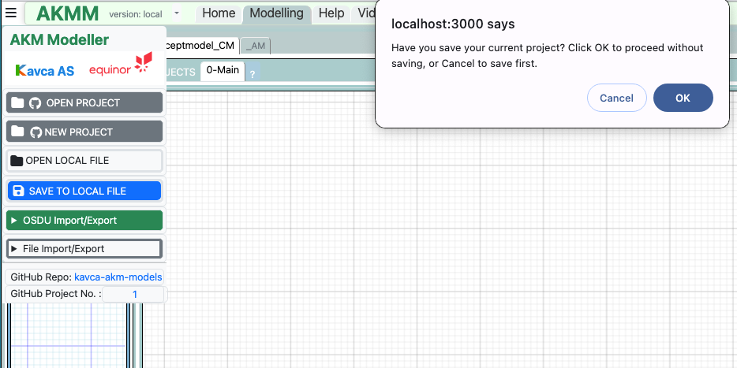 AKMM version: local Home Modelling Help Vid
AKM Modeller
Kavca AS equinor
ceptmodel_CM _AM
JECTS 0-Main ?
OPEN PROJECT
NEW PROJECT
OPEN LOCAL FILE
SAVE TO LOCAL FILE
OSDU Import/Export
File Import/Export
GitHub Repo: kavca-akm-models
GitHub Project No. : 1
localhost:3000 says
Have you save your current project? Click OK to proceed without
saving, or Cancel to save first.
Cancel OK